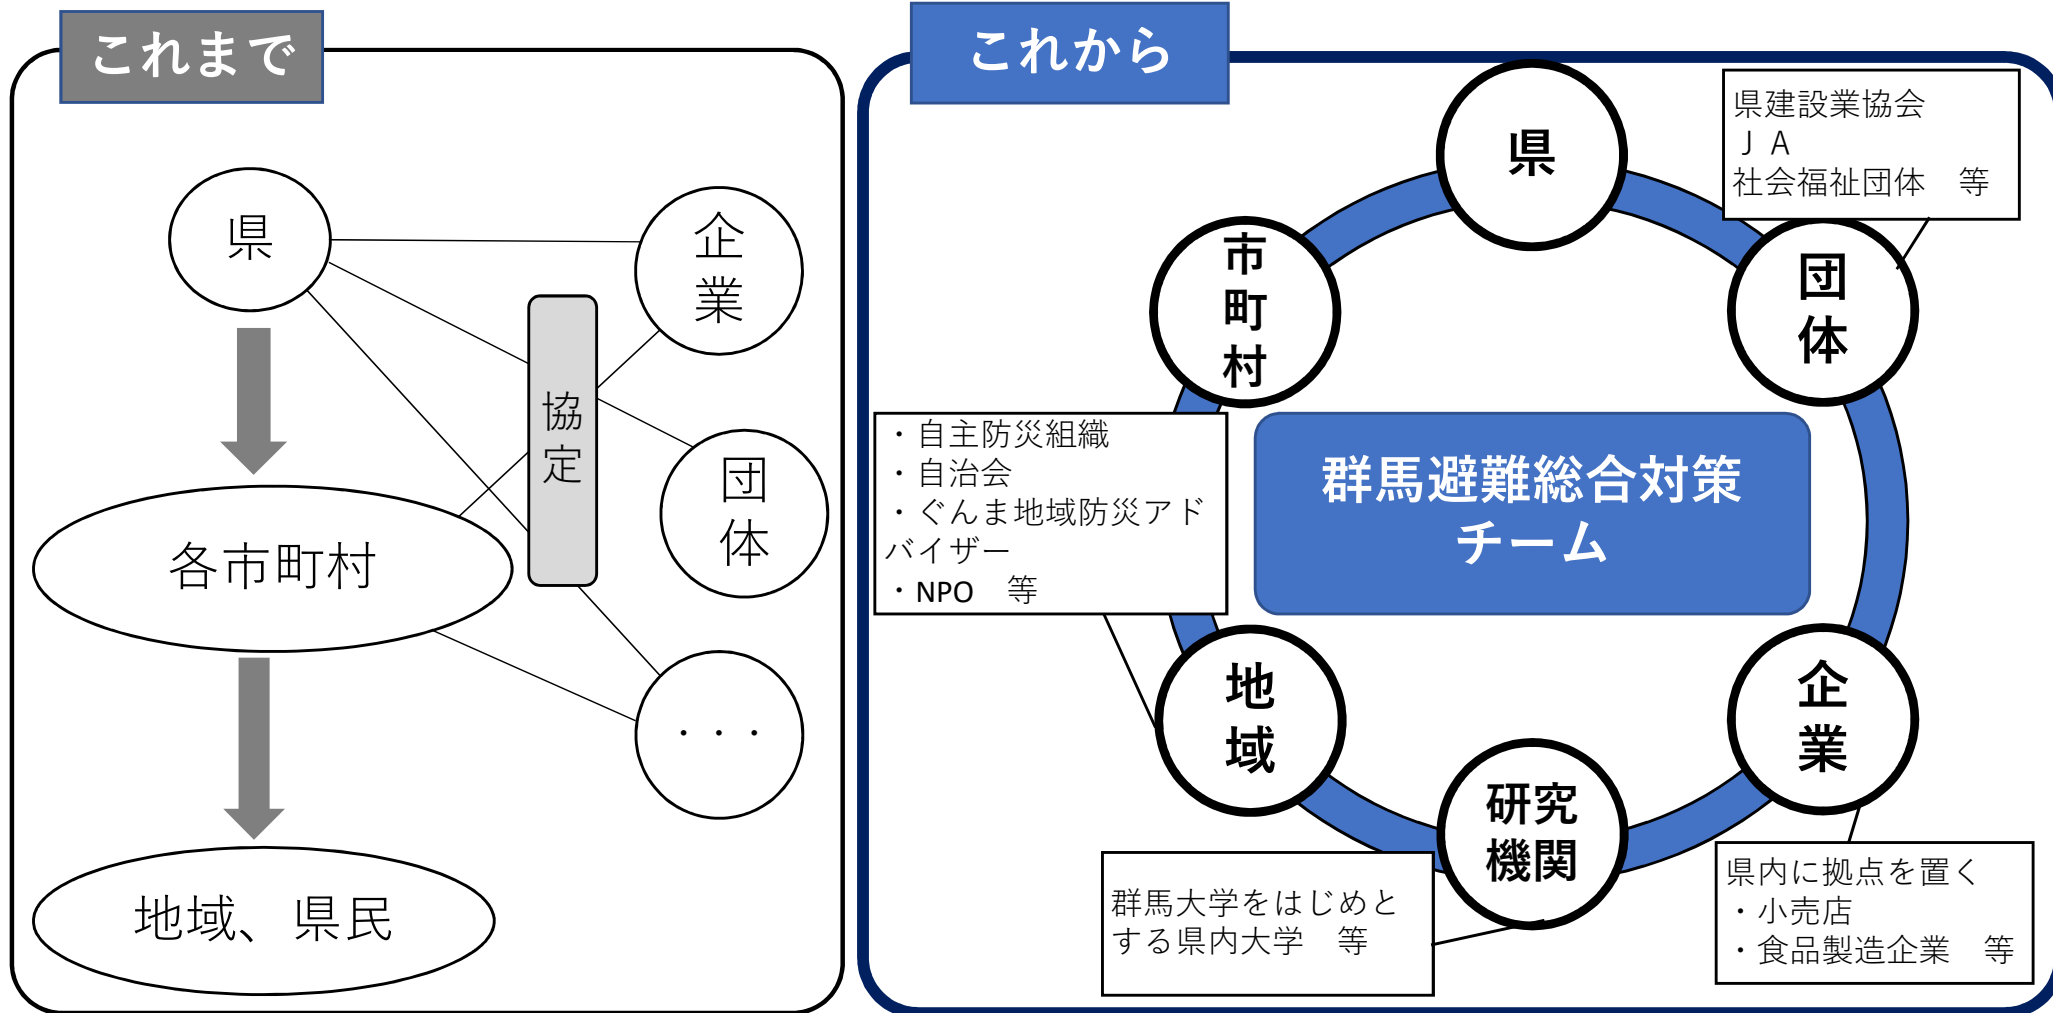 これまで
県
企業
協定
団体
各市町村
・・・
地域、県民
これから
県
県建設業協会
ＪＡ
社会福祉団体　等
市町村
団体
・自主防災組織
・自治会
・ぐんま地域防災アド
バイザー
・NPO　等
群馬避難総合対策
チーム
地域
企業
研究
機関
群馬大学をはじめと
する県内大学　等
県内に拠点を置く
・小売店
・食品製造企業　等